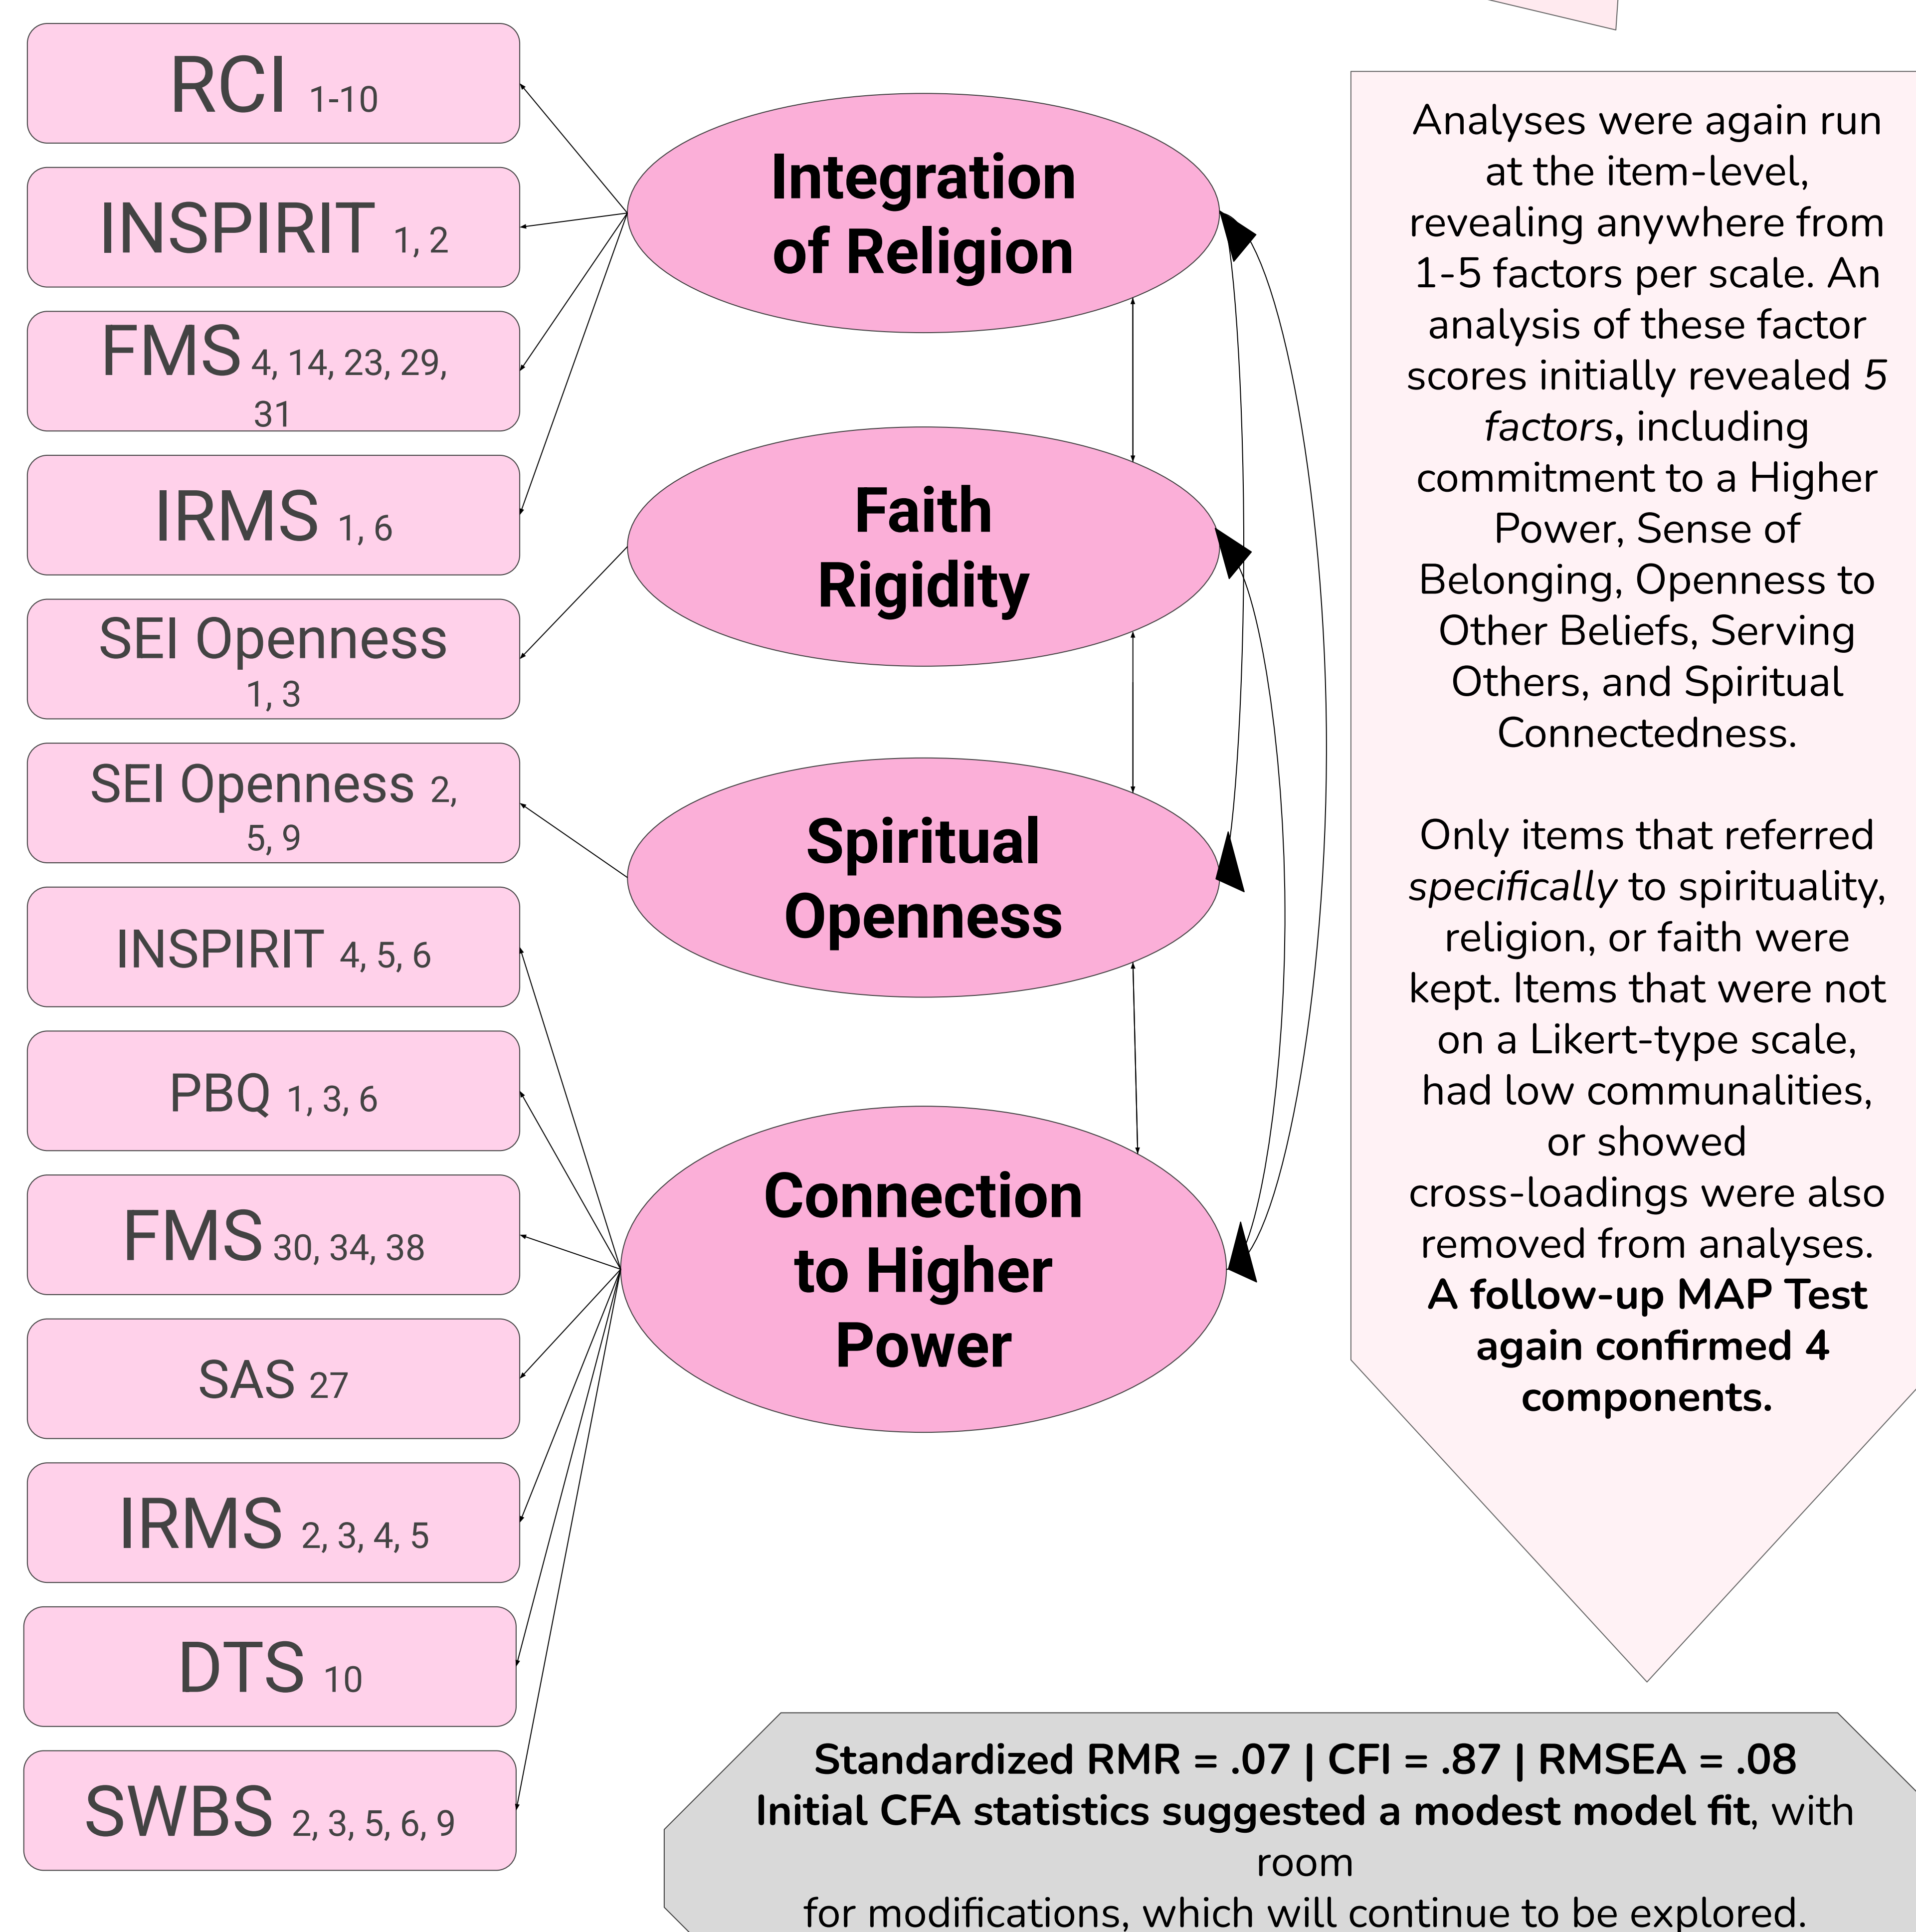 RCI 1-10
INSPIRIT 1, 2
FMS 4, 14, 23, 29,
31
IRMS 1, 6
SEI Openness
1, 3
SEI Openness 2,
5, 9
INSPIRIT 4, 5, 6
PBQ 1, 3, 6
FMS 30, 34, 38
SAS 27
IRMS 2, 3, 4, 5
DTS 10
SWBS 2, 3, 5, 6, 9
Integration
of Religion
Faith
Rigidity
Spiritual
Openness
Connection
to Higher
Power
Analyses were again run
at the item-level,
revealing anywhere from
1-5 factors per scale. An
analysis of these factor
scores initially revealed 5
factors, including
commitment to a Higher
Power, Sense of
Belonging, Openness to
Other Beliefs, Serving
Others, and Spiritual
Connectedness.
Only items that referred
specifically to spirituality,
religion, or faith were
kept. Items that were not
on a Likert-type scale,
had low communalities,
or showed
cross-loadings were also
removed from analyses.
A follow-up MAP Test
again confirmed 4
components.
Standardized RMR = .07 | CFI = .87 | RMSEA = .08
Initial CFA statistics suggested a modest model fit, with
room
for modifications, which will continue to be explored.